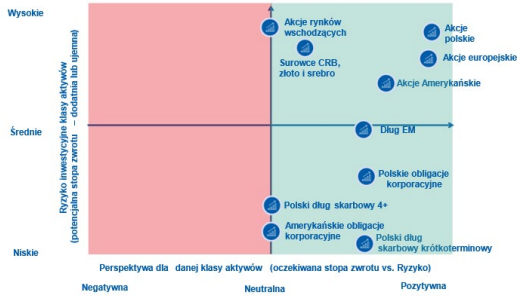 Wysokie
Akcje rynków
wschodzących
Akcje
polskie
Surowce CRB,
złoto i srebro
Akcje europejskie
Akcje Amerykańskie
Ryzyko inwestycyjne klasy aktywów
(potencjalna stopa zwrotu – dodatnia lub ujemna)
Średnie
Dług EM
Polskie obligacje
korporacyjne
Polski dług skarbowy 4+
Amerykańskie obligacje
korporacyjne
Polski dług
skarbowy krótkoterminowy
Niskie
Perspektywa dla danej klasy aktywów (oczekiwana stopa zwrotu vs. Ryzyko)
Negatywna
Neutralna
Pozytywna